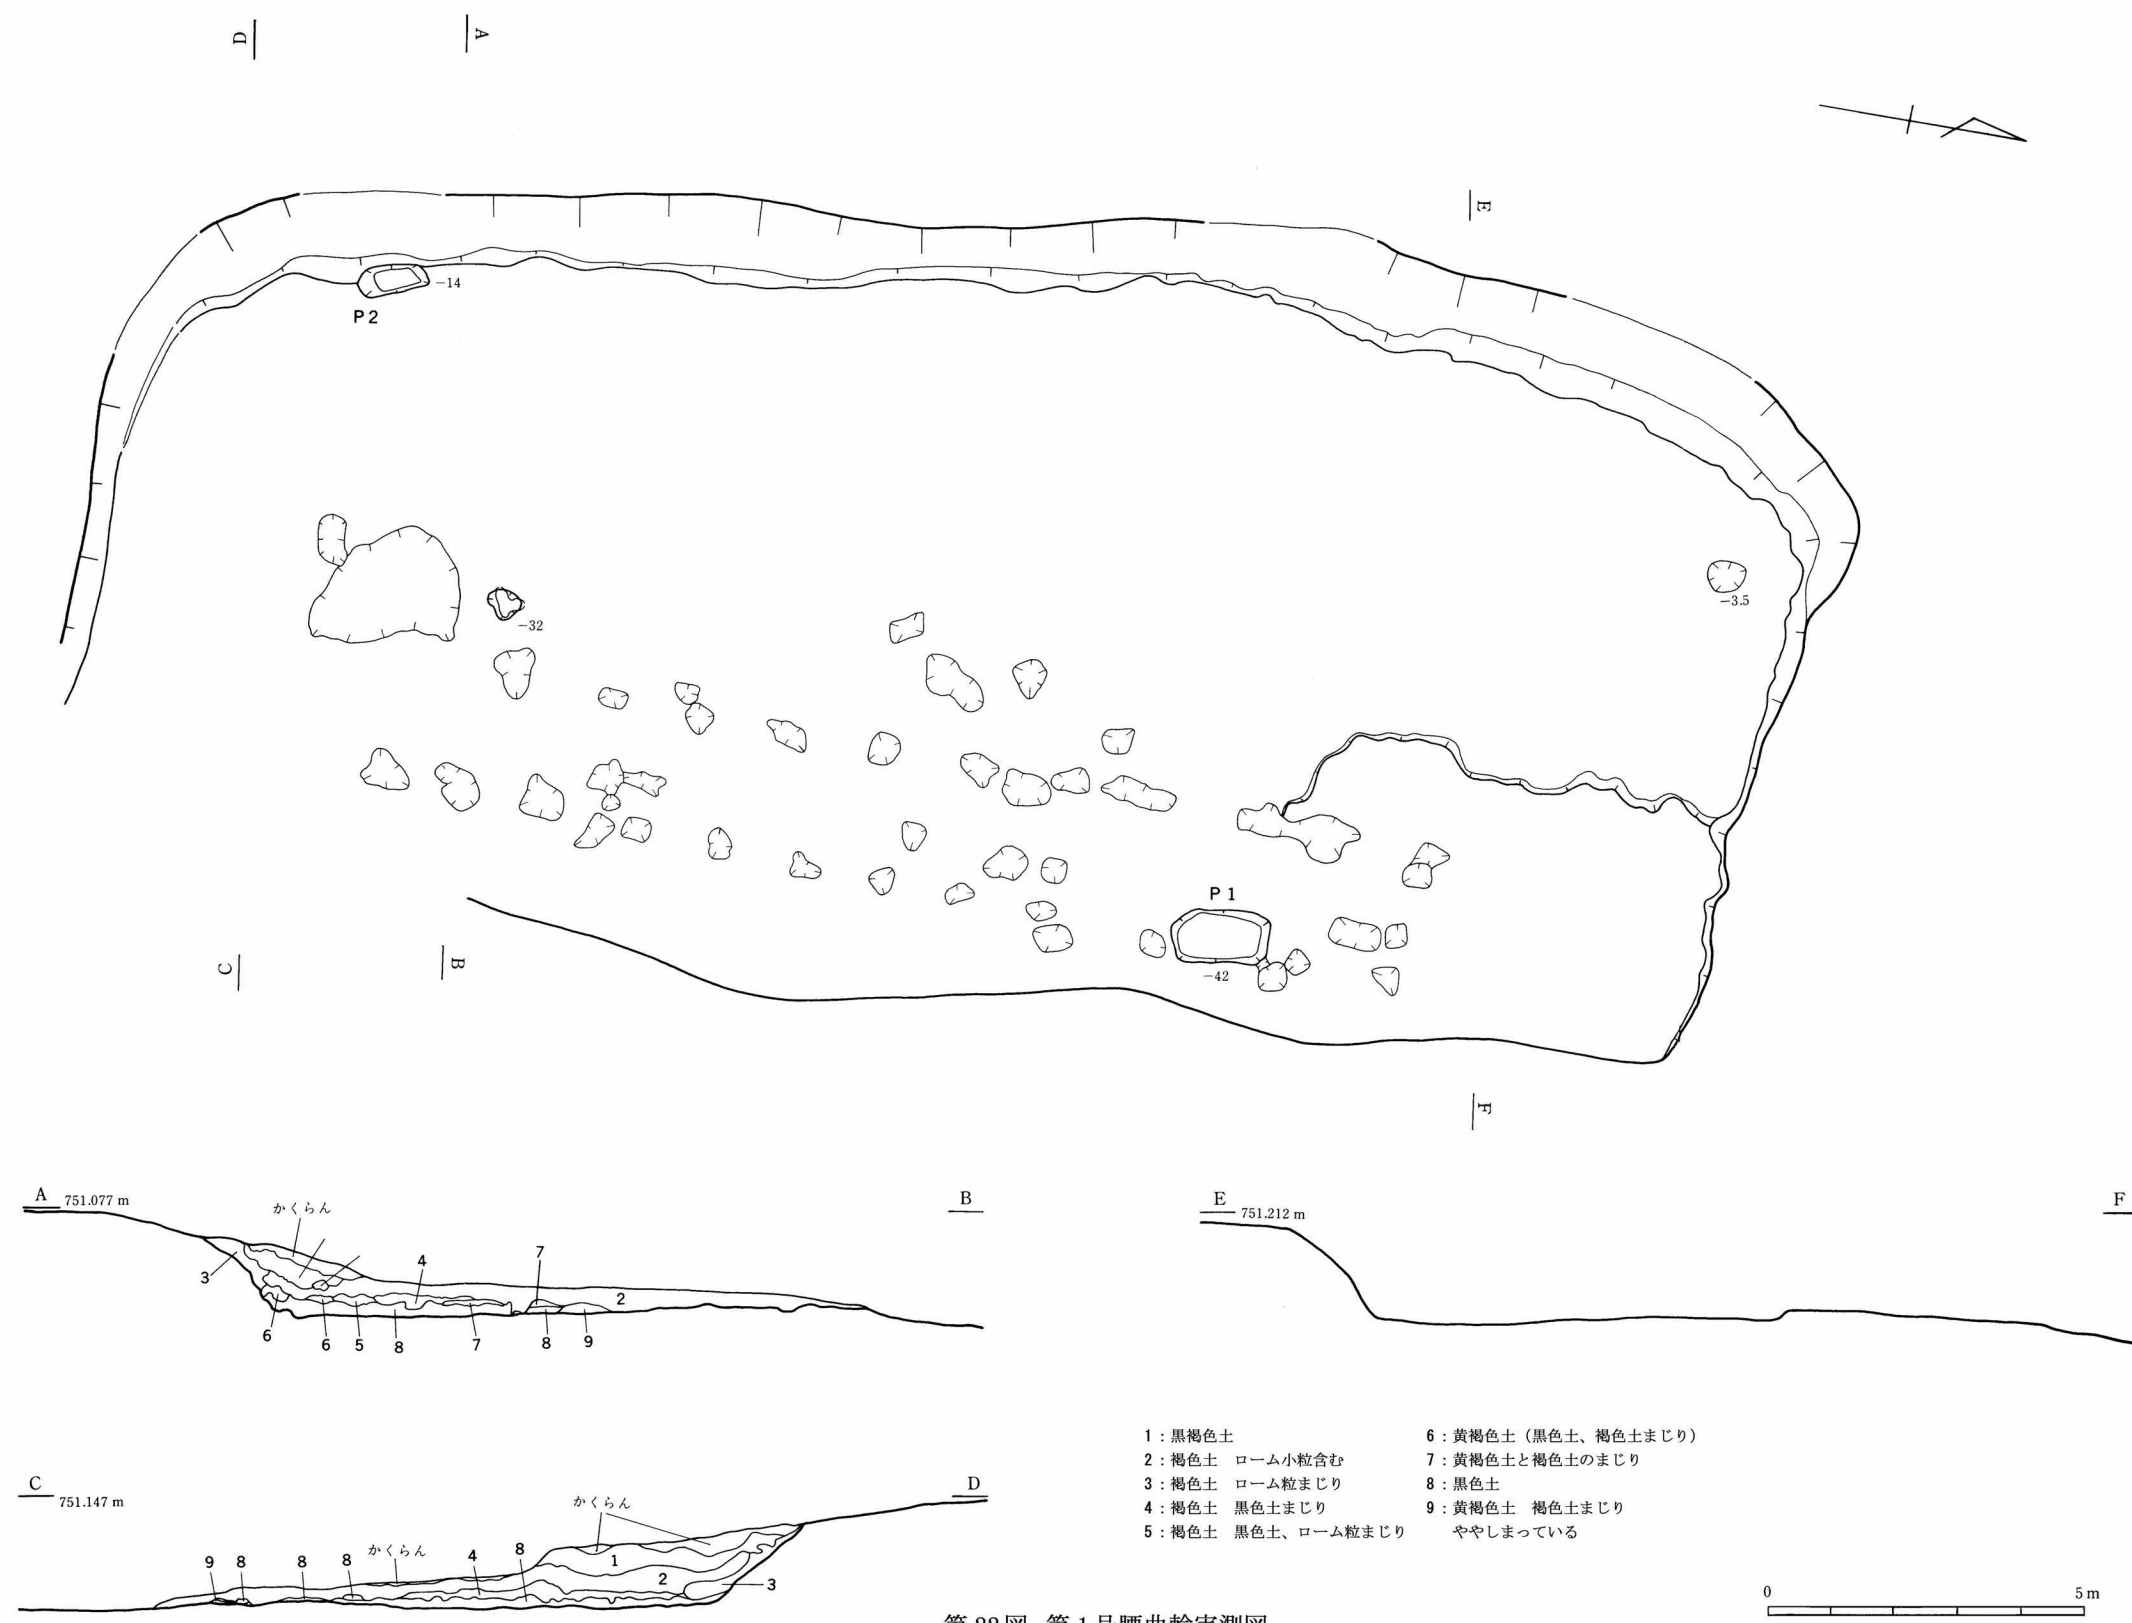 D
A
E
−14
P 2
−32
−3.5
P 1
−42
C
B
F
A 751.077 m
かくらん
B
3
4
7
2
6
6
5
8
7
8
9
E 751.212 m
F
C 751.147 m
かくらん
D
9
8
8
8
かくらん
4
8
1
2
3
1：黒褐色土
2：褐色土　ローム小粒含む
3：褐色土　ローム粒まじり
4：褐色土　黒色土まじり
5：褐色土　黒色土、ローム粒まじり
6：黄褐色土（黒色土、褐色土まじり）
7：黄褐色土と褐色土のまじり
8：黒色土
9：黄褐色土　褐色土まじり
ややしまっている
0
5 m